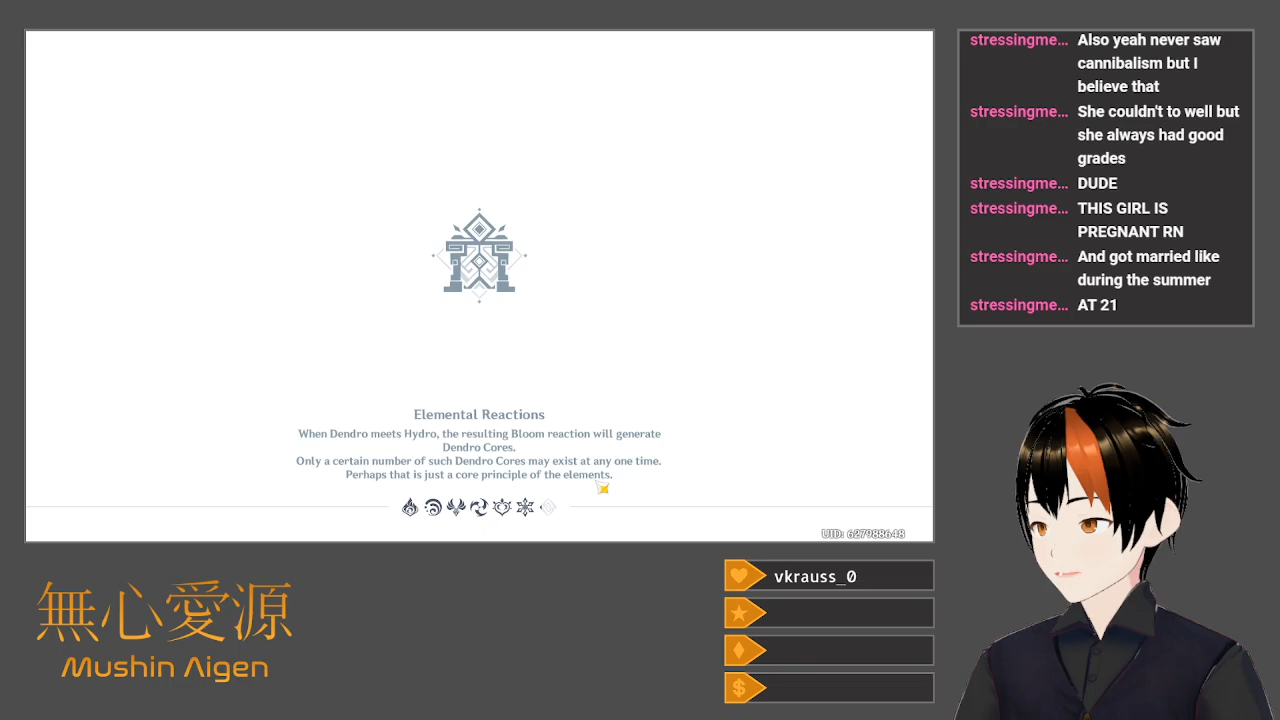 stressingme... Also yeah never saw
cannibalism but I
believe that
stressingme... She couldn't to well but
she always had good
grades
stressingme... DUDE
stressingme... THIS GIRL IS
PREGNANT RN
stressingme... And got married like
during the summer
stressingme... AT 21
Elemental Reactions
When Dendro meets Hydro, the resulting Bloom reaction will generate
Dendro Cores.
Only a certain number of such Dendro Cores may exist at any one time.
Perhaps that is just a core principle of the elements.
UID: 627988648
vkrauss_0
無心愛源
Mushin Aigen
$